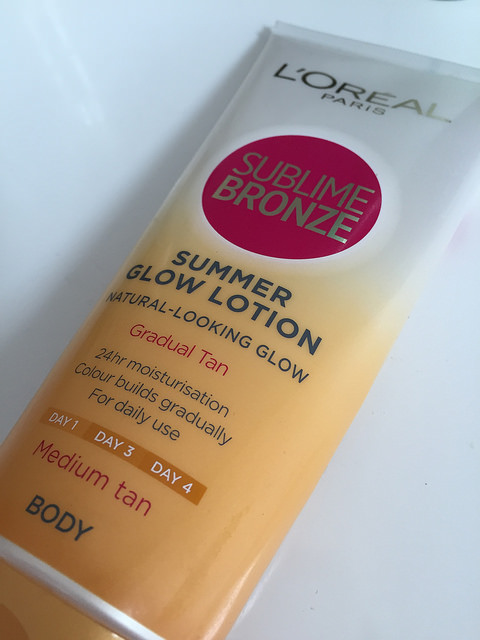 L'ORÉAL
PARIS
SUBLIME
BRONZE
SUMMER
GLOW LOTION
NATURAL-LOOKING GLOW
Gradual Tan
24hr moisturisation
Colour builds gradually
For daily use
DAY 1 DAY 3 DAY 4
Medium tan
BODY